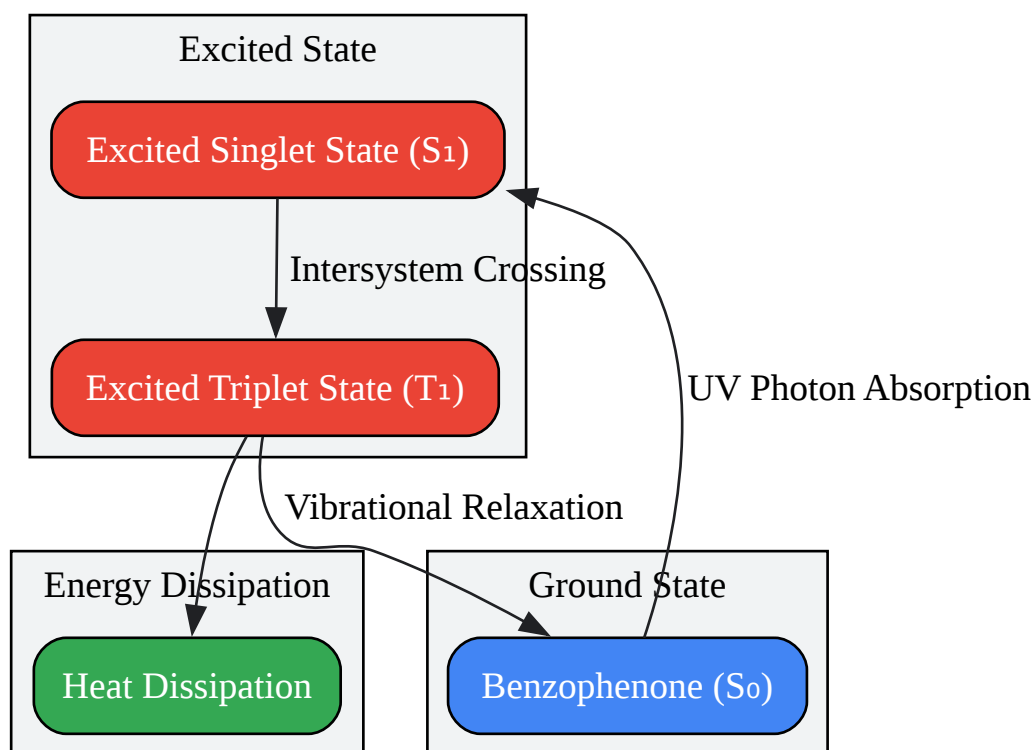 Excited State
Excited Singlet State (S₁)
Intersystem Crossing
Excited Triplet State (T₁)
UV Photon Absorption
Vibrational Relaxation
Energy Dissipation
Ground State
Heat Dissipation
Benzophenone (S₀)